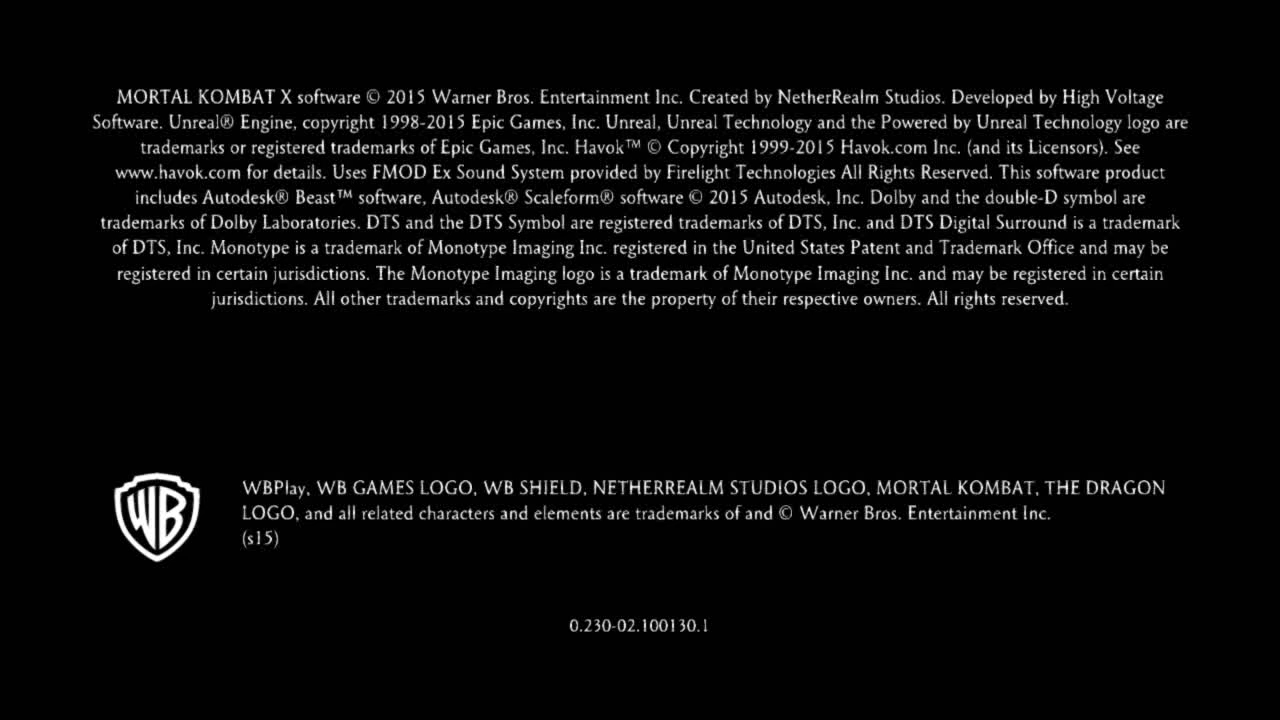 MORTAL KOMBAT X software © 2015 Warner Bros. Entertainment Inc. Created by NetherRealm Studios. Developed by High Voltage
Software. Unreal® Engine, copyright 1998-2015 Epic Games, Inc. Unreal, Unreal Technology and the Powered by Unreal Technology logo are
trademarks or registered trademarks of Epic Games, Inc. Havok™ © Copyright 1999-2015 Havok.com Inc. (and its Licensors). See
www.havok.com for details. Uses FMOD Ex Sound System provided by Firelight Technologies All Rights Reserved. This software product
includes Autodesk® Beast™ software, Autodesk® Scaleform® software © 2015 Autodesk, Inc. Dolby and the double-D symbol are
trademarks of Dolby Laboratories. DTS and the DTS Symbol are registered trademarks of DTS, Inc. and DTS Digital Surround is a trademark
of DTS, Inc. Monotype is a trademark of Monotype Imaging Inc. registered in the United States Patent and Trademark Office and may be
registered in certain jurisdictions. The Monotype Imaging logo is a trademark of Monotype Imaging Inc. and may be registered in certain
jurisdictions. All other trademarks and copyrights are the property of their respective owners. All rights reserved.
WB
WBPlay, WB GAMES LOGO, WB SHIELD, NETHERREALM STUDIOS LOGO, MORTAL KOMBAT, THE DRAGON
LOGO, and all related characters and elements are trademarks of and © Warner Bros. Entertainment Inc.
(s15)
0.230-02.100130.1